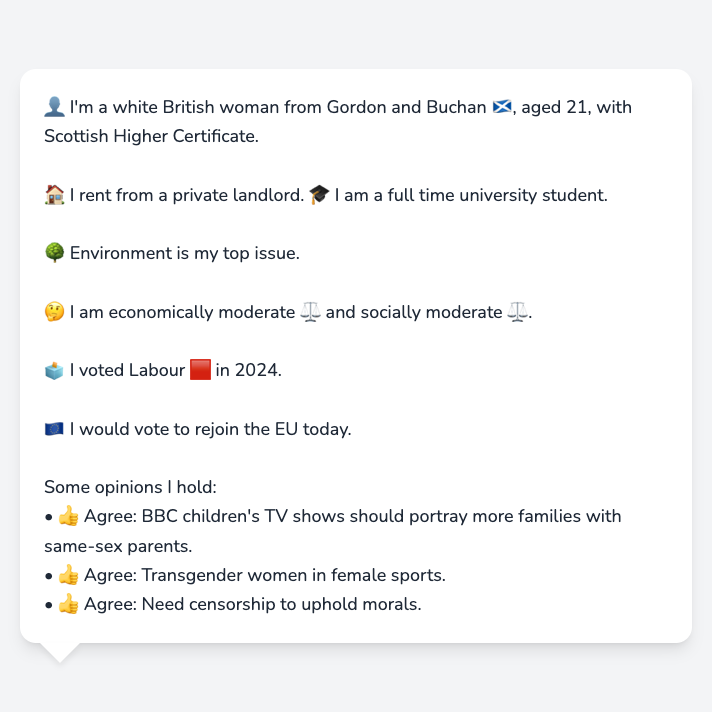 👤 I'm a white British woman from Gordon and Buchan 🏴󠁧󠁢󠁳󠁣󠁴󠁿, aged 21, with
Scottish Higher Certificate.
🏠 I rent from a private landlord. 🎓 I am a full time university student.
🌳 Environment is my top issue.
🤔 I am economically moderate ⚖️ and socially moderate ⚖️.
🗳️ I voted Labour 🟥 in 2024.
🇪🇺 I would vote to rejoin the EU today.
Some opinions I hold:
• 👍 Agree: BBC children's TV shows should portray more families with
same-sex parents.
• 👍 Agree: Transgender women in female sports.
• 👍 Agree: Need censorship to uphold morals.